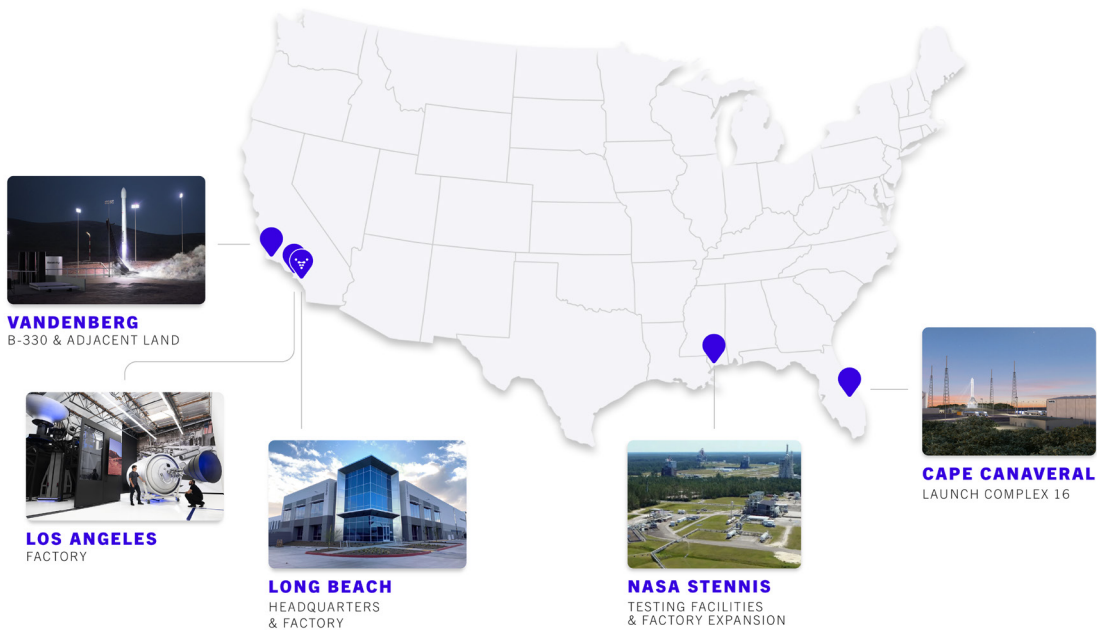 VANDENBERG
B-330 & ADJACENT LAND
LOS ANGELES
FACTORY
LONG BEACH
HEADQUARTERS
& FACTORY
NASA STENNIS
TESTING FACILITIES
& FACTORY EXPANSION
CAPE CANAVERAL
LAUNCH COMPLEX 16